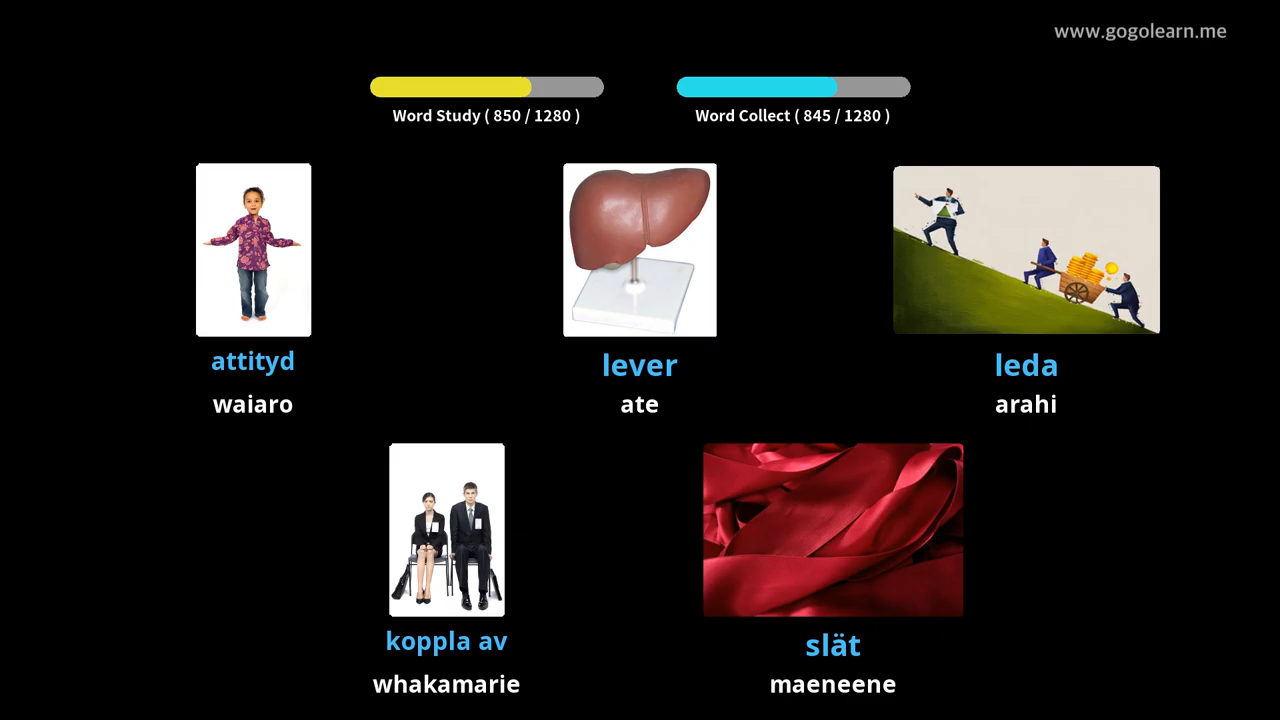 www.gogolearn.me
Word Study ( 850 / 1280 )
Word Collect ( 845 / 1280 )
attityd
waiaro
lever
ate
leda
arahi
koppla av
whakamarie
slät
maeneene